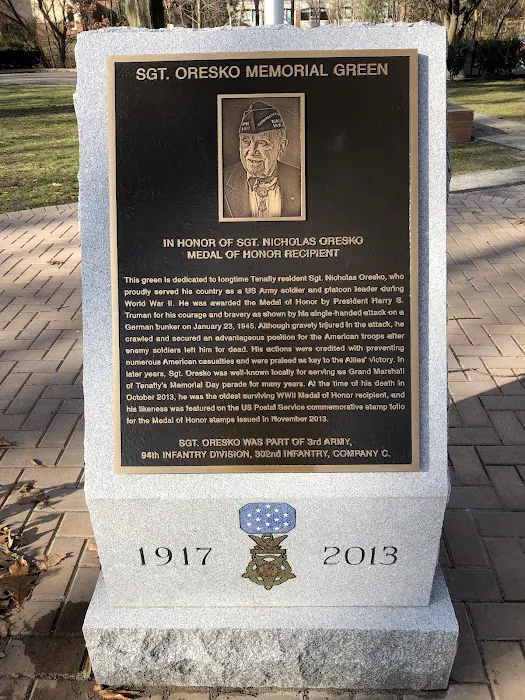 SGT. ORESKO MEMORIAL GREEN
IN HONOR OF SGT. NICHOLAS ORESKO
MEDAL OF HONOR RECIPIENT
This green is dedicated to longtime Tenafly resident Sgt. Nicholas Oresko, who
proudly served his country as a US Army soldier and platoon leader during
World War II. He was awarded the Medal of Honor by President Harry S.
Truman for his courage and bravery as shown by his single-handed attack on a
German bunker on January 23, 1945. Although gravely injured in the attack, he
crawled and secured an advantageous position for the American troops after
enemy soldiers left him for dead. His actions were credited with preventing
numerous American casualties and were praised as key to the Allies' victory. In
later years, Sgt. Oresko was well-known locally for serving as Grand Marshall
of Tenafly's Memorial Day parade for many years. At the time of his death in
October 2013, he was the oldest surviving WWII Medal of Honor recipient, and
his likeness was featured on the US Postal Service commemorative stamp folio
for the Medal of Honor stamps issued in November 2013.
SGT. ORESKO WAS PART OF 3rd ARMY,
94th INFANTRY DIVISION, 302nd INFANTRY, COMPANY C.
1917 2013